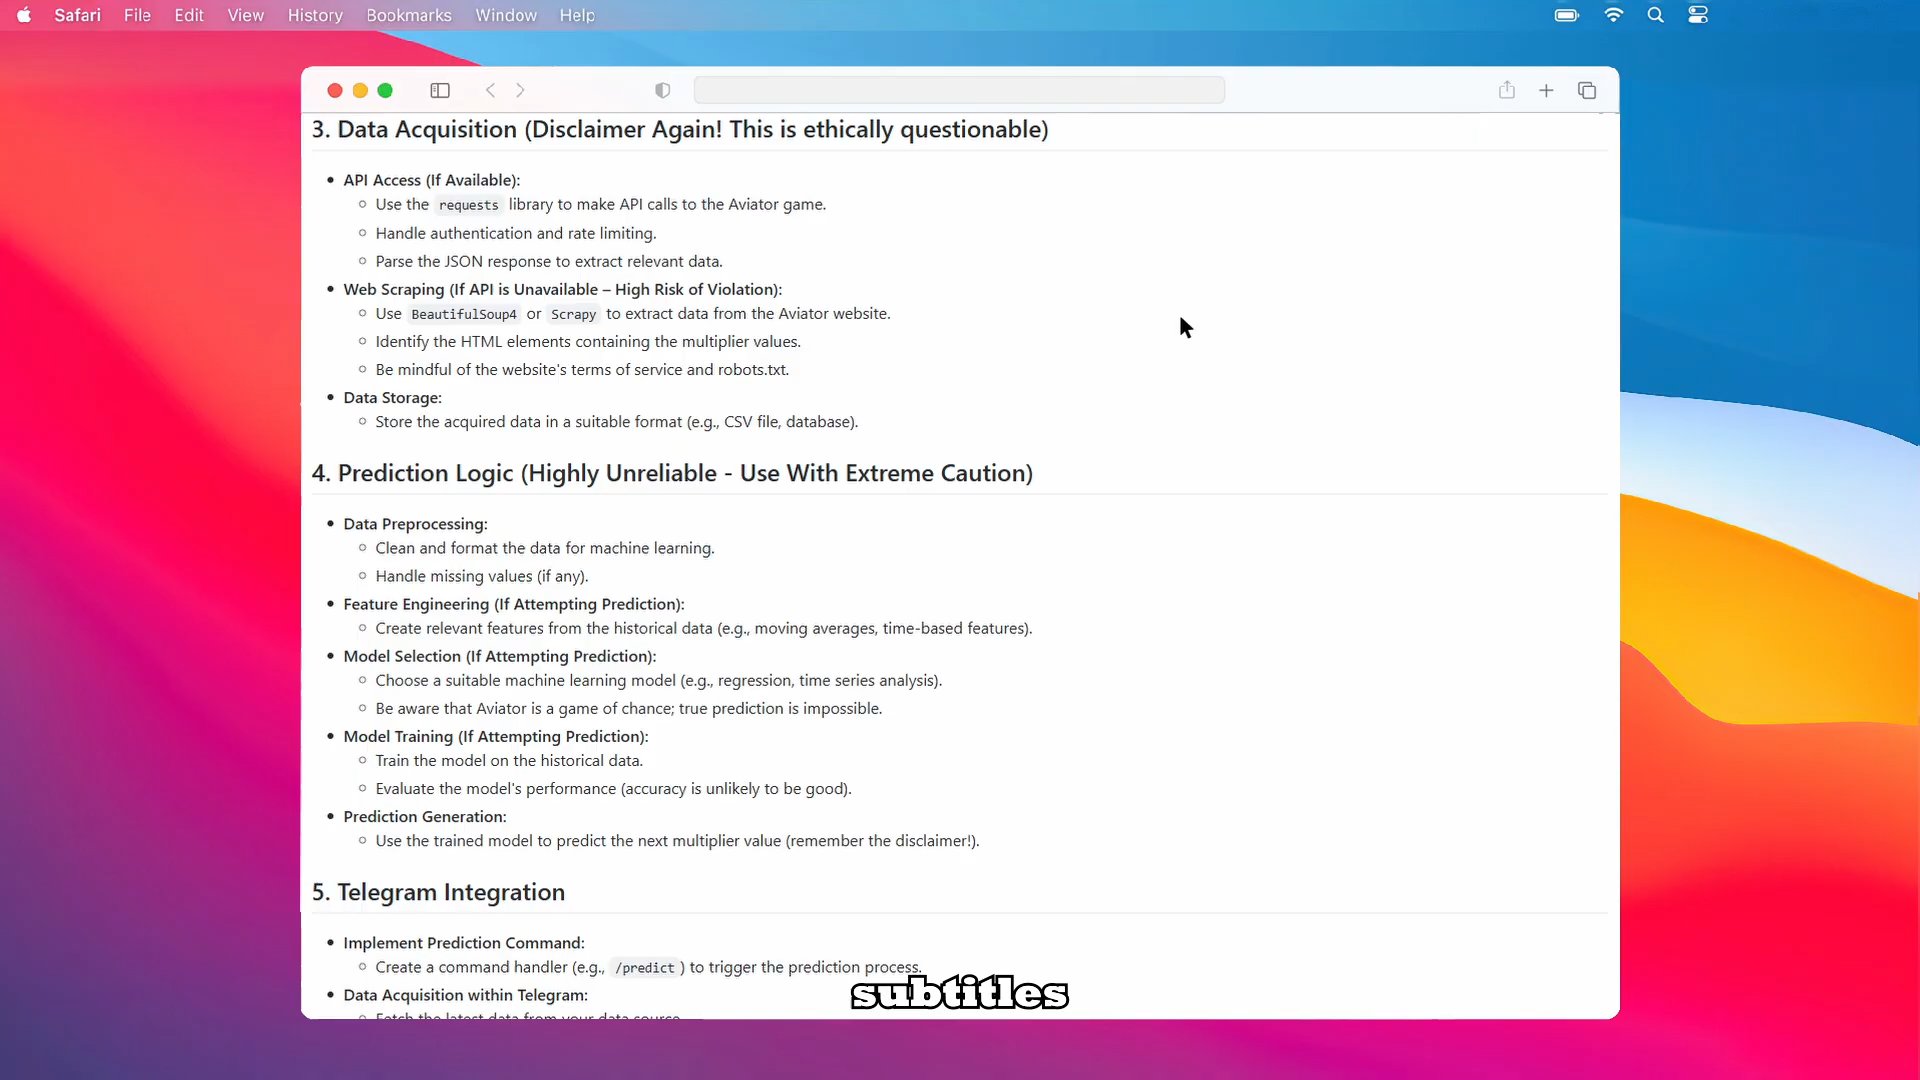 Safari File Edit View History Bookmarks Window Help
3. Data Acquisition (Disclaimer Again! This is ethically questionable)
• API Access (If Available):
◦ Use the requests library to make API calls to the Aviator game.
◦ Handle authentication and rate limiting.
◦ Parse the JSON response to extract relevant data.
• Web Scraping (If API is Unavailable – High Risk of Violation):
◦ Use BeautifulSoup4 or Scrapy to extract data from the Aviator website.
◦ Identify the HTML elements containing the multiplier values.
◦ Be mindful of the website's terms of service and robots.txt.
• Data Storage:
◦ Store the acquired data in a suitable format (e.g., CSV file, database).
4. Prediction Logic (Highly Unreliable - Use With Extreme Caution)
• Data Preprocessing:
◦ Clean and format the data for machine learning.
◦ Handle missing values (if any).
• Feature Engineering (If Attempting Prediction):
◦ Create relevant features from the historical data (e.g., moving averages, time-based features).
• Model Selection (If Attempting Prediction):
◦ Choose a suitable machine learning model (e.g., regression, time series analysis).
◦ Be aware that Aviator is a game of chance; true prediction is impossible.
• Model Training (If Attempting Prediction):
◦ Train the model on the historical data.
◦ Evaluate the model's performance (accuracy is unlikely to be good).
• Prediction Generation:
◦ Use the trained model to predict the next multiplier value (remember the disclaimer!).
5. Telegram Integration
• Implement Prediction Command:
◦ Create a command handler (e.g., /predict) to trigger the prediction process.
• Data Acquisition within Telegram:
◦ Fetch the latest data from your data source.
subtitles